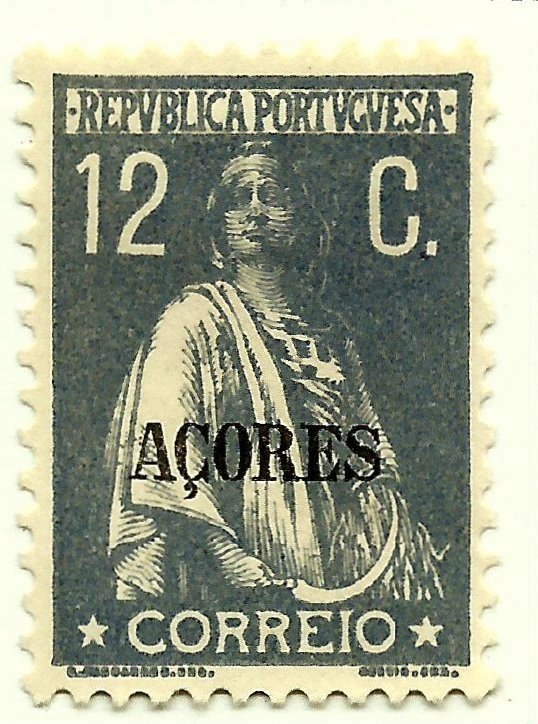 ·REPVBLICA PORTVGVESA·
12 C.
AÇORES
★ CORREIO ★